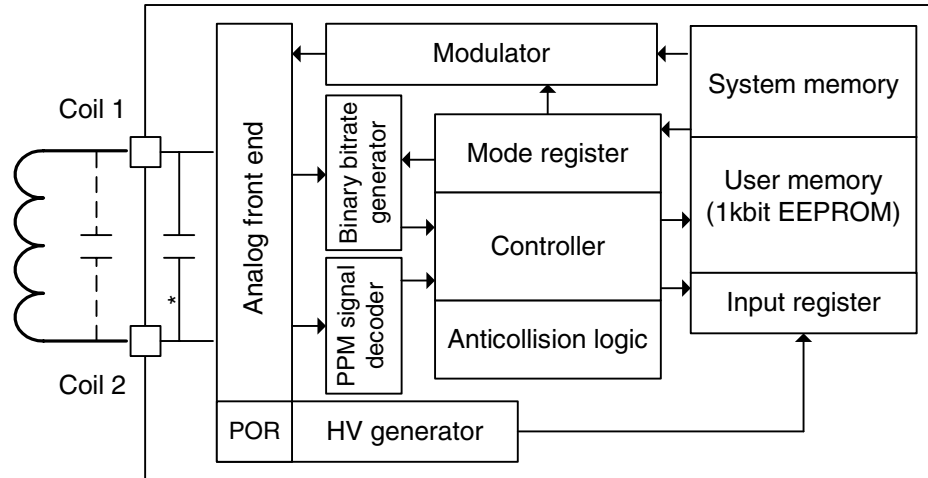 Modulator
System memory
Coil 1
Analog front end
Binary bitrate
generator
Mode register
User memory
(1kbit EEPROM)
Controller
*
PPM signal
decoder
Input register
Anticollision logic
Coil 2
POR
HV generator